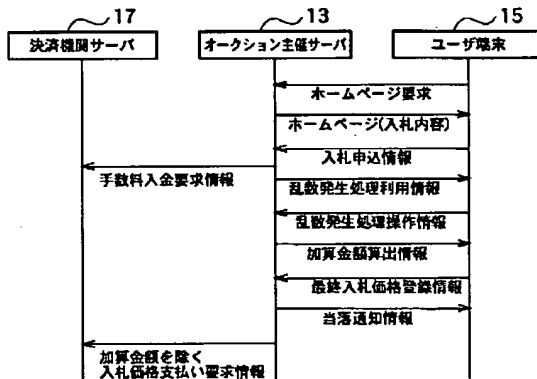 17
13
15
決済機関サーバ
オークション主催サーバ
ユーザ端末
ホームページ要求
ホームページ(入札内容)
入札申込情報
手数料入金要求情報
乱数発生処理利用情報
乱数発生処理操作情報
加算金額算出情報
最終入札価格登録情報
当落通知情報
加算金額を除く
入札価格支払い要求情報